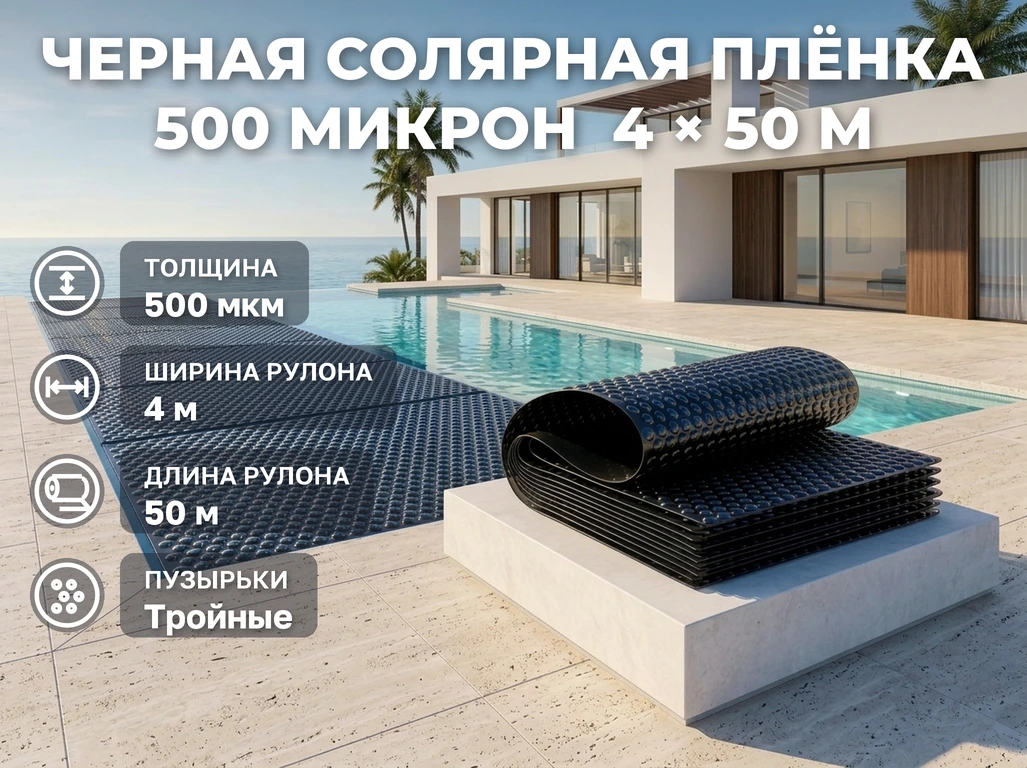 ЧЕРНАЯ СОЛЯРНАЯ ПЛЁНКА
500 МИКРОН 4 × 50 М
ТОЛЩИНА
500 мкм
ШИРИНА РУЛОНА
4 м
ДЛИНА РУЛОНА
50 м
ПУЗЫРЬКИ
Тройные